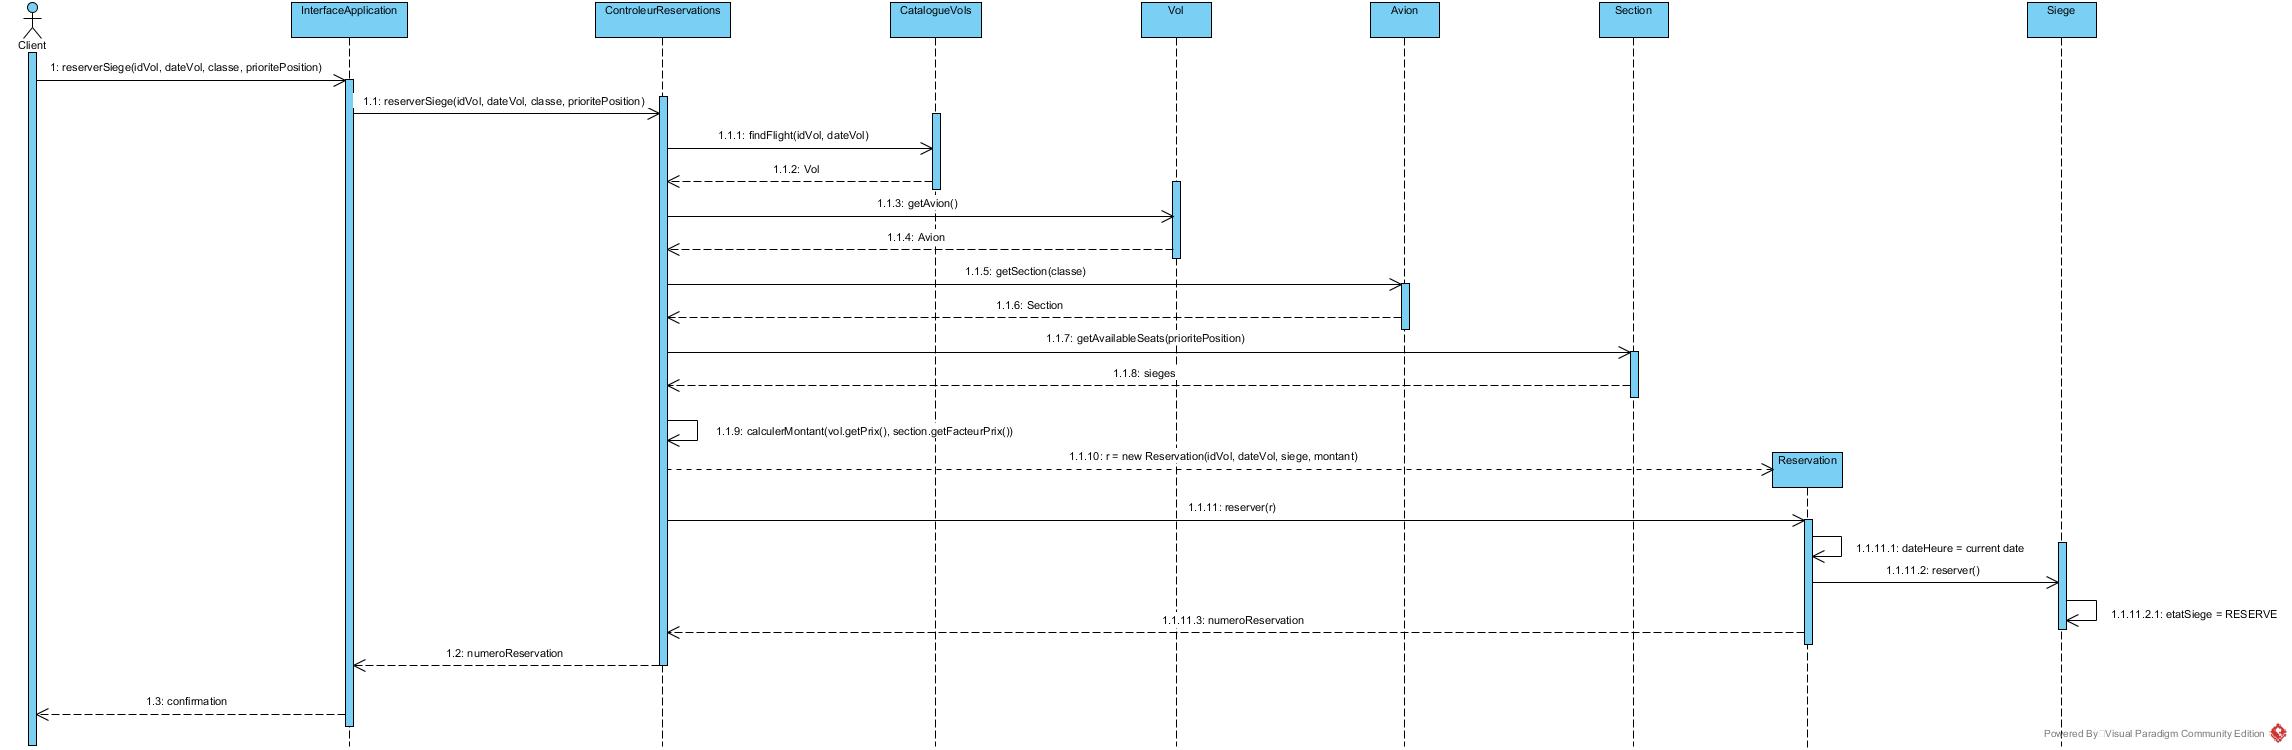 InterfaceApplication
ControleurReservations
CatalogueVols
Vol
Avion
Section
Siege
Client
1: reserverSiege(idVol, dateVol, classe, prioritePosition)
1.1: reserverSiege(idVol, dateVol, classe, prioritePosition)
1.1.1: findFlight(idVol, dateVol)
1.1.2: Vol
1.1.3: getAvion()
1.1.4: Avion
1.1.5: getSection(classe)
1.1.6: Section
1.1.7: getAvailableSeats(prioritePosition)
1.1.8: sieges
1.1.9: calculerMontant(vol.getPrix(), section.getFacteurPrix())
1.1.10: r = new Reservation(idVol, dateVol, siege, montant)
Reservation
1.1.11: reserver(r)
1.1.11.1: dateHeure = current date
1.1.11.2: reserver()
1.1.11.2.1: etatSiege = RESERVE
1.1.11.3: numeroReservation
1.2: numeroReservation
1.3: confirmation
Powered By Visual Paradigm Community Edition